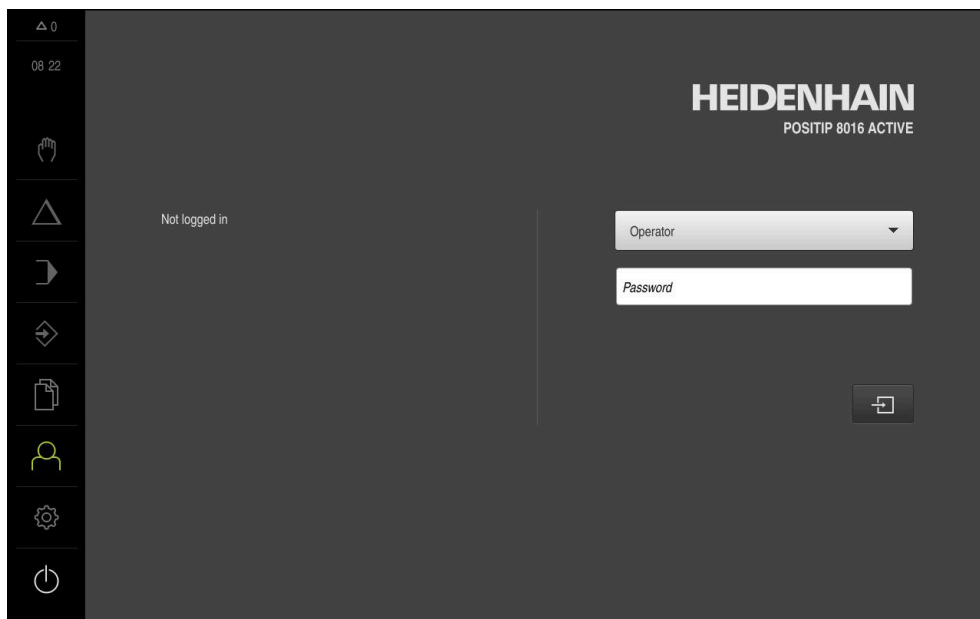 △ 0
08 22
HEIDENHAIN
POSITIP 8016 ACTIVE
Not logged in
Operator
Password